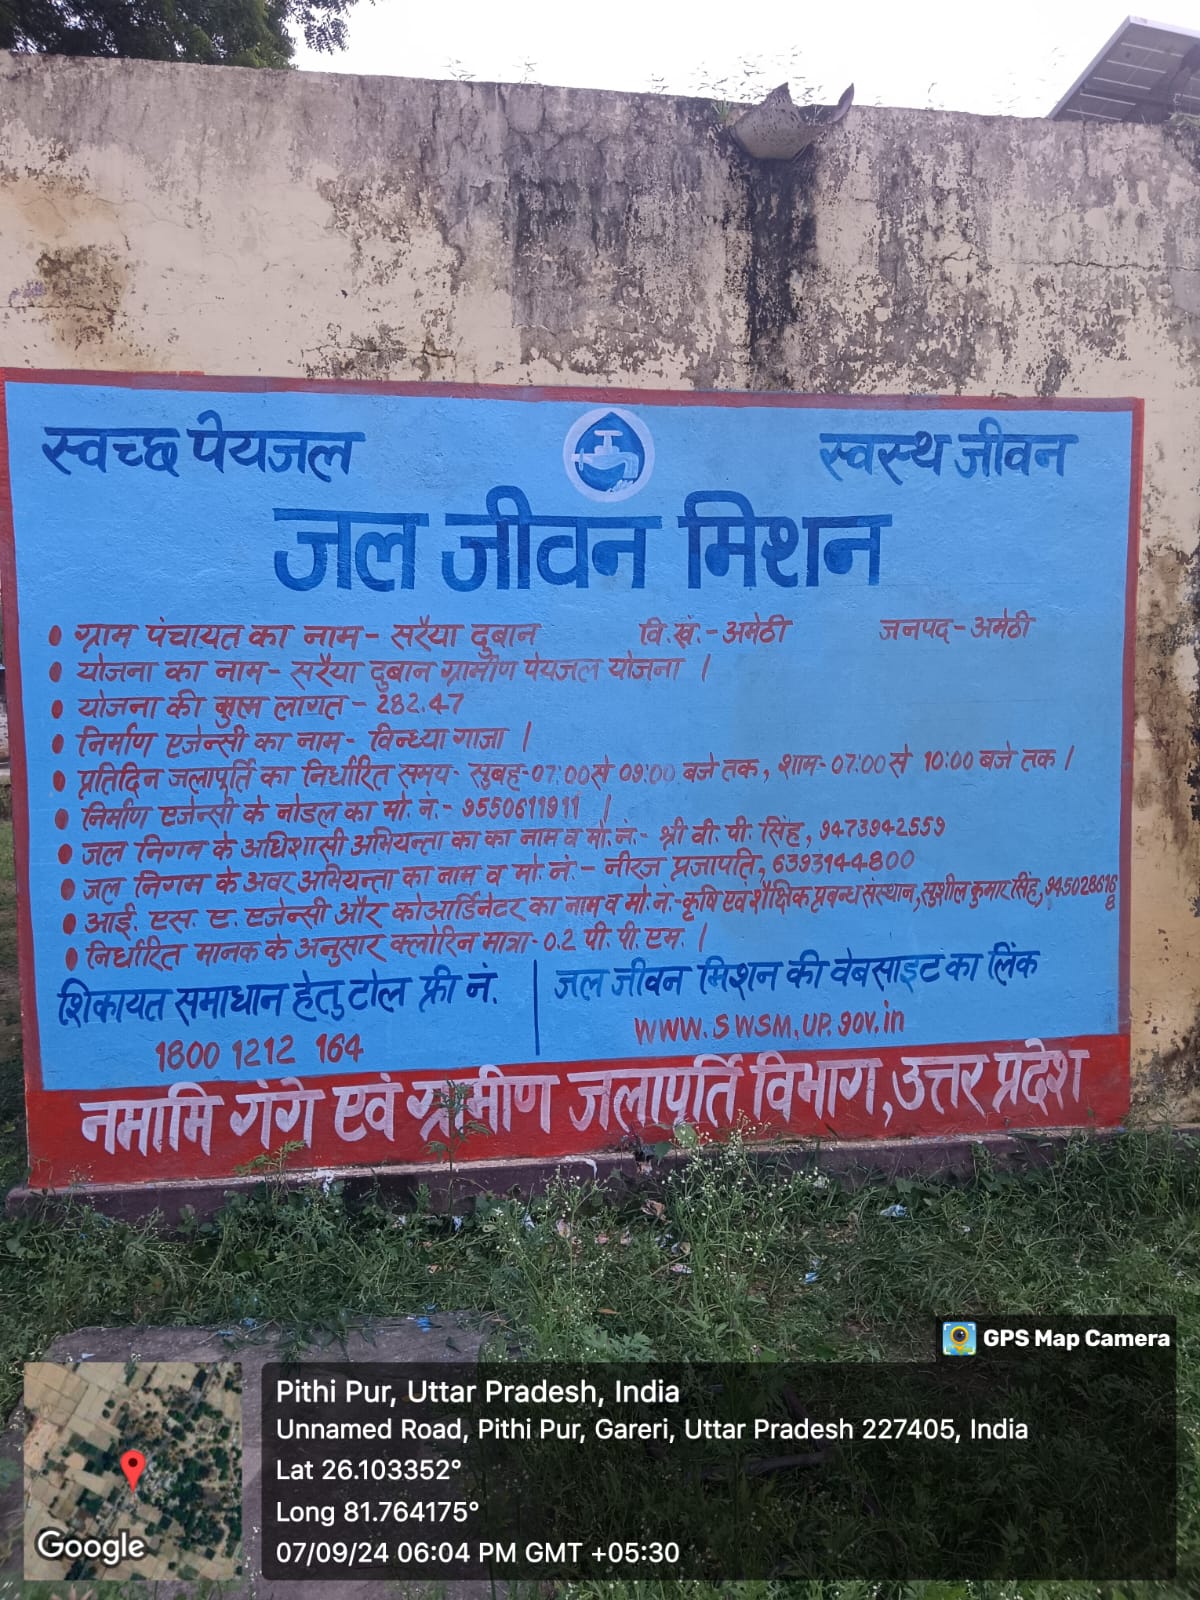 स्वच्छ पेयजल स्वस्थ जीवन
जल जीवन मिशन
• ग्राम पंचायत का नाम- सरैया दुबान वि.खं.-अमेठी जनपद-अमेठी
• योजना का नाम- सरैया दुबान ग्रामीण पेयजल योजना ।
• योजना की कुल लागत - 282.47
• निर्माण एजेन्सी का नाम- विन्ध्या गाजा ।
• प्रतिदिन जलापूर्ति का निर्धारित समय- सुबह-07:00 से 09:00 बजे तक, शाम-07:00 से 10:00 बजे तक ।
• निर्माण एजेन्सी के नोडल का मो. नं.- 9550611911 ।
• जल निगम के अधिशासी अभियन्ता का का नाम व मो.नं.- श्री वी. पी. सिंह, 9473942559
• जल निगम के अवर अभियन्ता का नाम व मो.नं.- नीरज प्रजापति, 6393144800
• आई. एस. ए. एजेन्सी और कोआर्डिनेटर का नाम व मो.नं.-कृषि एवं शैक्षिक प्रबन्ध संस्थान, सुशील कुमार सिंह, 9450286168
• निर्धारित मानक के अनुसार क्लोरिन मात्रा- 0.2 पी. पी. एम. ।
शिकायत समाधान हेतु टोल फ्री नं.
1800 1212 164
जल जीवन मिशन की वेबसाइट का लिंक
www.swsm.up.gov.in
नमामि गंगे एवं ग्रामीण जलापूर्ति विभाग, उत्तर प्रदेश
GPS Map Camera
Pithi Pur, Uttar Pradesh, India
Unnamed Road, Pithi Pur, Gareri, Uttar Pradesh 227405, India
Lat 26.103352°
Long 81.764175°
07/09/24 06:04 PM GMT +05:30
Google